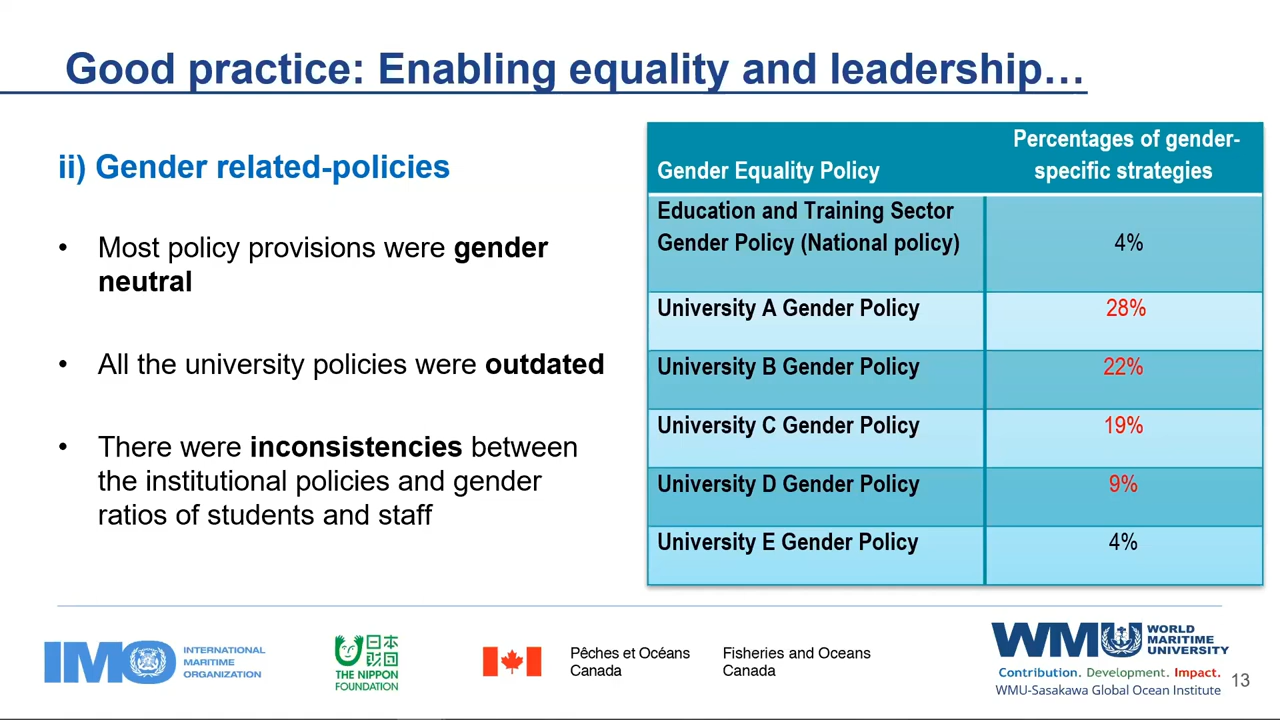 Good practice: Enabling equality and leadership…
ii) Gender related-policies
• Most policy provisions were gender
neutral
• All the university policies were outdated
• There were inconsistencies between
the institutional policies and gender
ratios of students and staff
Gender Equality Policy
Percentages of gender-
specific strategies
Education and Training Sector
Gender Policy (National policy)
4%
University A Gender Policy
28%
University B Gender Policy
22%
University C Gender Policy
19%
University D Gender Policy
9%
University E Gender Policy
4%
IMO
INTERNATIONAL
MARITIME
ORGANIZATION
日本
財団
THE NIPPON
FOUNDATION
Pêches et Océans
Canada
Fisheries and Oceans
Canada
WMU
WORLD
MARITIME
UNIVERSITY
Contribution. Development. Impact.
WMU-Sasakawa Global Ocean Institute
13